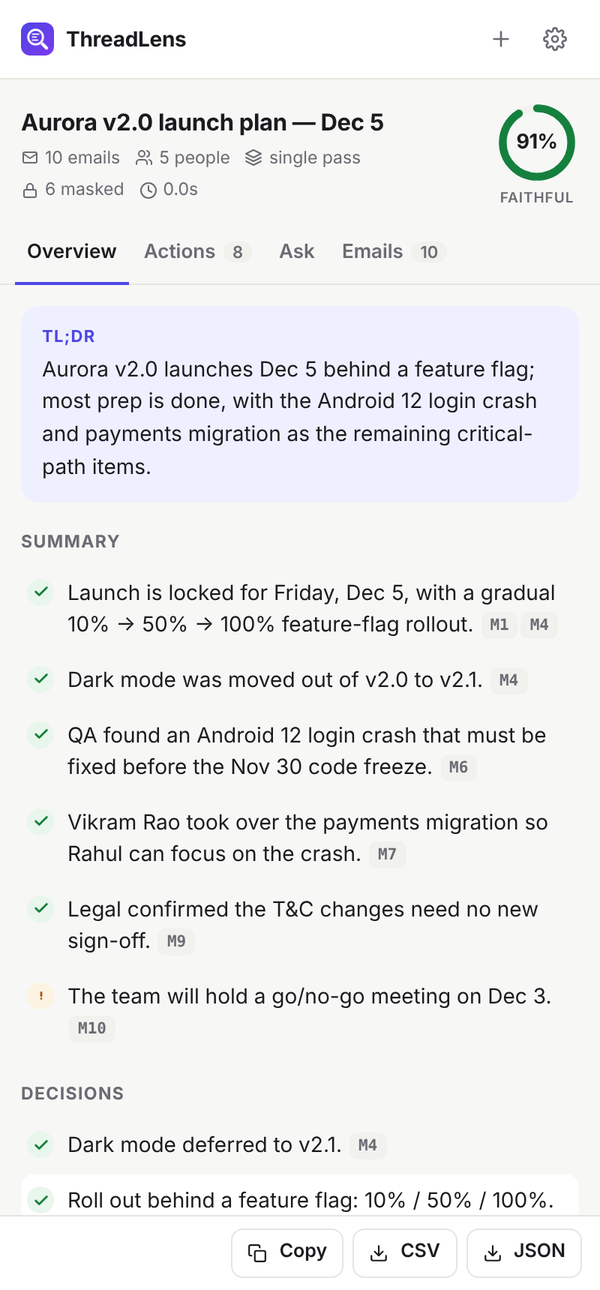 ThreadLens
Aurora v2.0 launch plan — Dec 5
10 emails 5 people single pass
6 masked 0.0s
91%
FAITHFUL
Overview Actions 8 Ask Emails 10
TL;DR
Aurora v2.0 launches Dec 5 behind a feature flag;
most prep is done, with the Android 12 login crash
and payments migration as the remaining critical-
path items.
SUMMARY
Launch is locked for Friday, Dec 5, with a gradual
10% → 50% → 100% feature-flag rollout. M1 M4
Dark mode was moved out of v2.0 to v2.1. M4
QA found an Android 12 login crash that must be
fixed before the Nov 30 code freeze. M6
Vikram Rao took over the payments migration so
Rahul can focus on the crash. M7
Legal confirmed the T&C changes need no new
sign-off. M9
! The team will hold a go/no-go meeting on Dec 3.
M10
DECISIONS
Dark mode deferred to v2.1. M4
Roll out behind a feature flag: 10% / 50% / 100%.
Copy CSV JSON